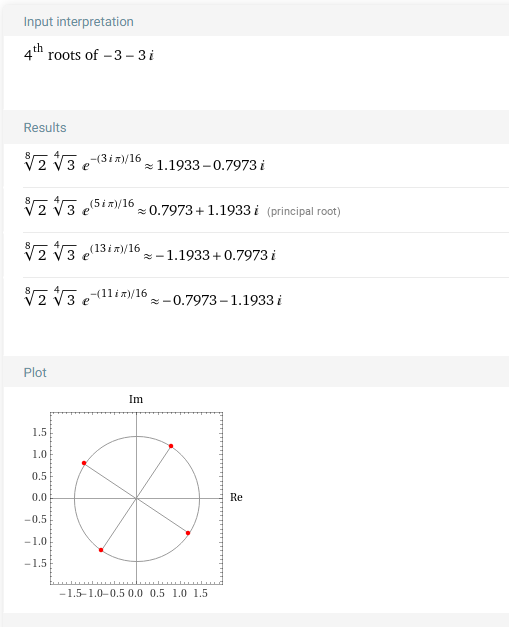 Input interpretation
4th roots of −3 − 3 i
Results
⁸√2 ⁴√3 e^(−(3 i π)/16) ≈ 1.1933 − 0.7973 i
⁸√2 ⁴√3 e^((5 i π)/16) ≈ 0.7973 + 1.1933 i (principal root)
⁸√2 ⁴√3 e^((13 i π)/16) ≈ −1.1933 + 0.7973 i
⁸√2 ⁴√3 e^(−(11 i π)/16) ≈ −0.7973 − 1.1933 i
Plot
Im
1.5
1.0
0.5
0.0 Re
−0.5
−1.0
−1.5
−1.5 −1.0 −0.5 0.0 0.5 1.0 1.5